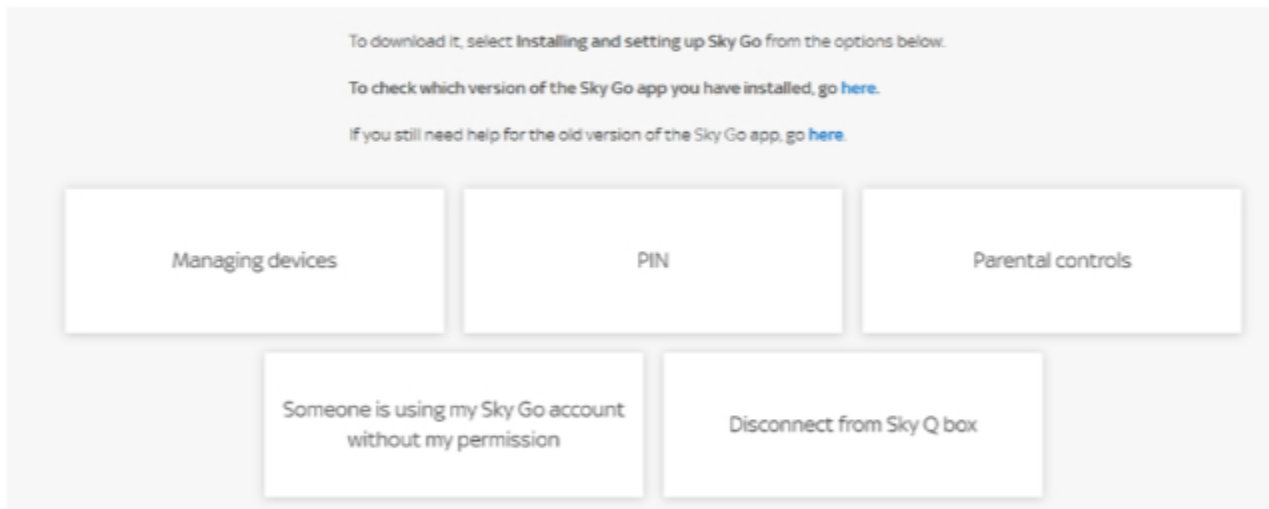 To download it, select Installing and setting up Sky Go from the options below.
To check which version of the Sky Go app you have installed, go here.
If you still need help for the old version of the Sky Go app, go here.
Managing devices
PIN
Parental controls
Someone is using my Sky Go account
without my permission
Disconnect from Sky Q box